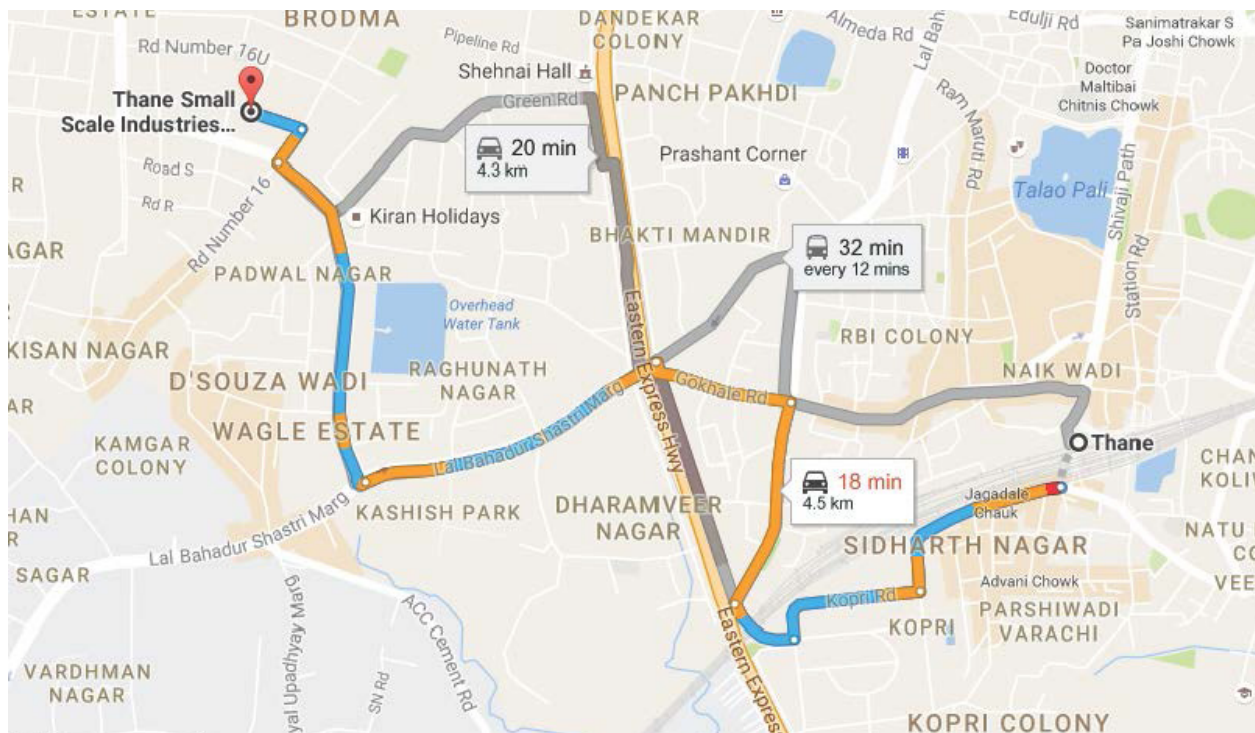 ESTATE
BRODMA
Rd Number 16U
Pipeline Rd
Shehnai Hall
Green Rd
DANDEKAR
COLONY
Almeda Rd
Lal Bah
Edulji Rd
Sanimatrakar S
Pa Joshi Chowk
Thane Small
Scale Industries...
20 min
4.3 km
PANCH PAKHDI
Prashant Corner
Ram Maruti Rd
Doctor
Maltibai
Chitnis Chowk
Talao Pali
Shivaji Path
Station Rd
Road S
Rd R
Rd Number 16
Kiran Holidays
AR
AGAR
PADWAL NAGAR
BHAKTI MANDIR
32 min
every 12 mins
Overhead
Water Tank
Eastern Express Hwy
RBI COLONY
KISAN NAGAR
D'SOUZA WADI
RAGHUNATH
NAGAR
Gokhale Rd
NAIK WADI
AR
WAGLE ESTATE
Lal Bahadur Shastri Marg
KAMGAR
COLONY
Thane
CHAN
KOLIV
18 min
4.5 km
HAN
R
KASHISH PARK
DHARAMVEER
NAGAR
Jagadale
Chauk
SIDHARTH NAGAR
NATU
CO
VEE
Lal Bahadur Shastri Marg
SAGAR
Advani Chowk
ACC Cement Rd
Kopri Rd
KOPRI
PARSHIWADI
VARACHI
yal Upadhyay Marg
SN Rd
Eastern Expres
VARDHMAN
NAGAR
KOPRI COLONY